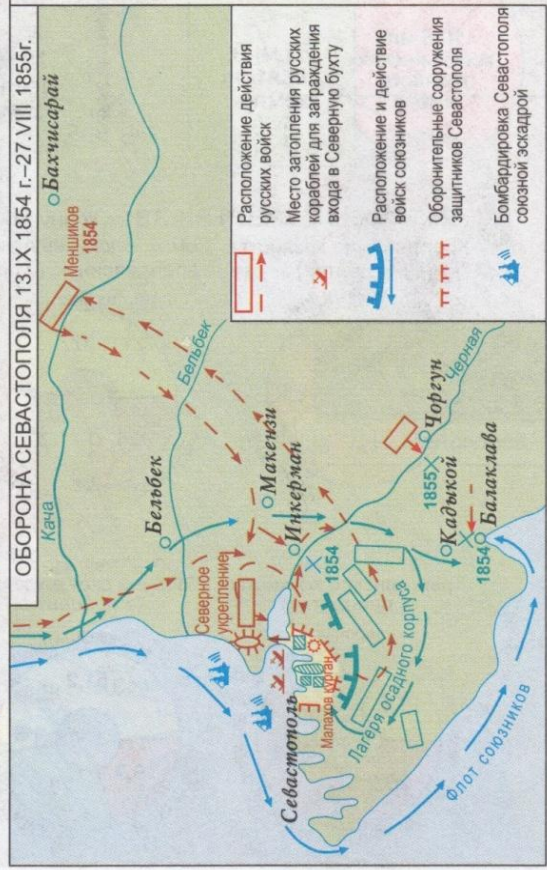 ОБОРОНА СЕВАСТОПОЛЯ 13.IX.1854 г.–27.VIII 1855г.
Кача
Бахчисарай
Меншиков
1854
Бельбек
Бельбек
Северное
укрепление
Макензи
Инкерман
1854
Севастополь
Малахов курган
Лагеря осадного корпуса
Черная
Чоргун
1855
Кадыкой
1854
Балаклава
Флот союзников
Расположение действия
русских войск
Место затопления русских
кораблей для заграждения
входа в Северную бухту
Расположение и действие
войск союзников
Оборонительные сооружения
защитников Севастополя
Бомбардировка Севастополя
союзной эскадрой